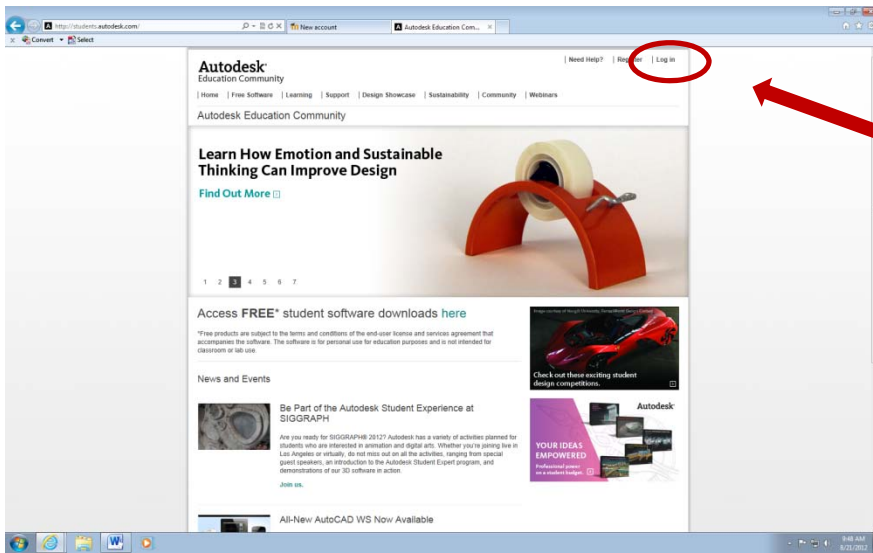 http://students.autodesk.com/
New account
Autodesk Education Com...
x Convert Select
Need Help? | Register | Log in
Autodesk®
Education Community
| Home | Free Software | Learning | Support | Design Showcase | Sustainability | Community | Webinars
Autodesk Education Community
Learn How Emotion and Sustainable
Thinking Can Improve Design
Find Out More
1 2 3 4 5 6 7
Access FREE* student software downloads here
*Free products are subject to the terms and conditions of the end-user license and services agreement that
accompanies the software. The software is for personal use for education purposes and is not intended for
classroom or lab use.
Check out these exciting student
design competitions.
News and Events
Be Part of the Autodesk Student Experience at
SIGGRAPH
Are you ready for SIGGRAPH® 2012? Autodesk has a variety of activities planned for
students who are interested in animation and digital arts. Whether you're joining live in
Los Angeles or virtually, do not miss out on all the activities, ranging from special
guest speakers, an introduction to the Autodesk Student Expert program, and
demonstrations of our 3D software in action.
Join us.
Autodesk
YOUR IDEAS
EMPOWERED
Professional power
on a student budget.
All-New AutoCAD WS Now Available
9:48 AM
8/21/2012